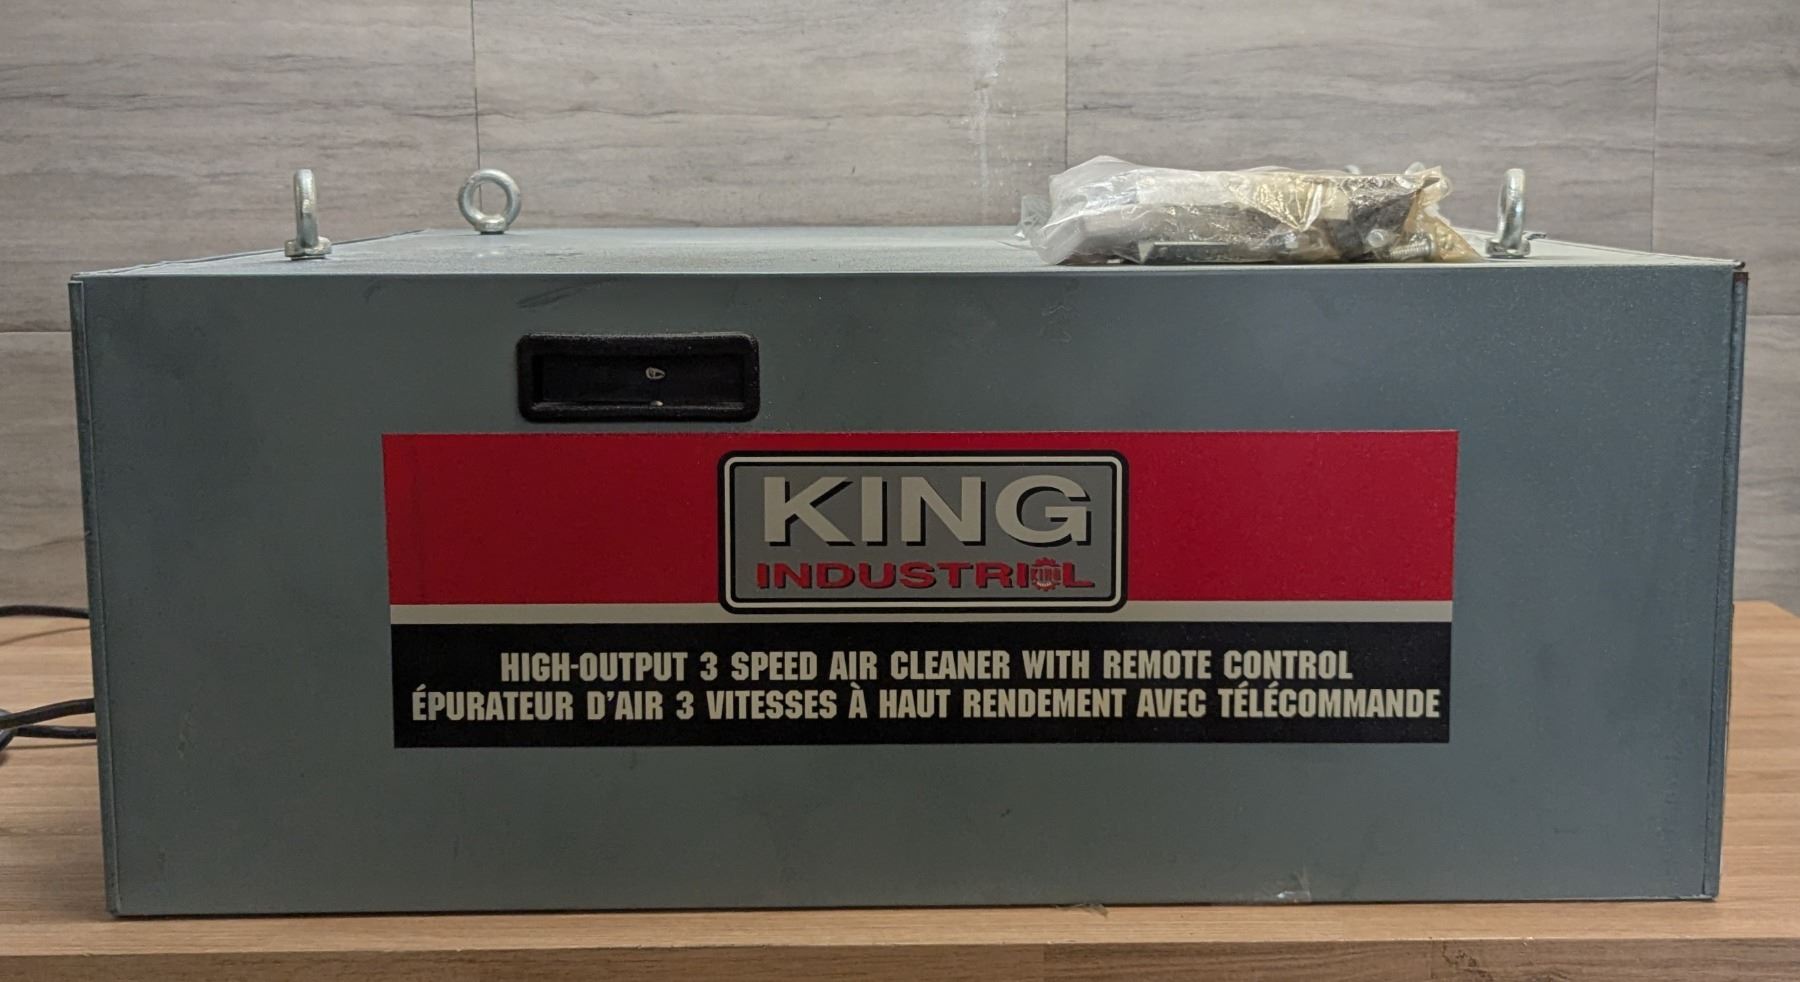 KING
INDUSTRIAL
HIGH-OUTPUT 3 SPEED AIR CLEANER WITH REMOTE CONTROL
ÉPURATEUR D'AIR 3 VITESSES À HAUT RENDEMENT AVEC TÉLÉCOMMANDE